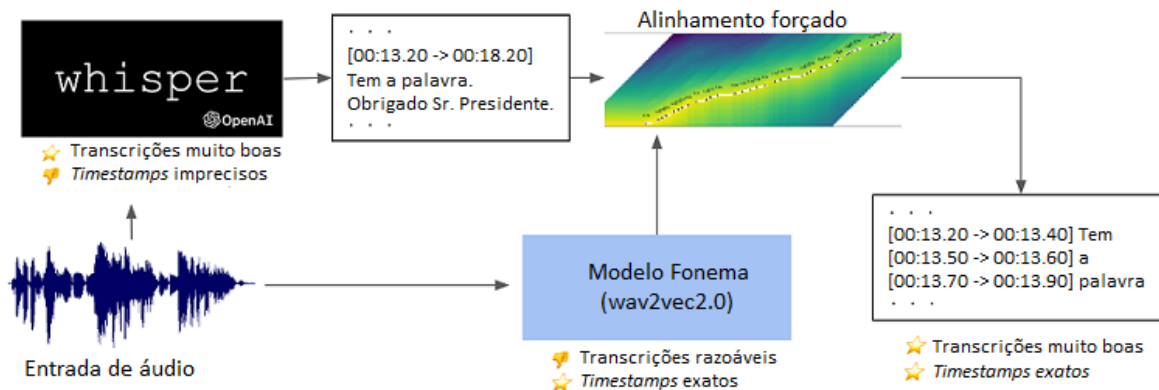 whisper
OpenAI
Transcrições muito boas
Timestamps imprecisos
. . .
[00:13.20 -> 00:18.20]
Tem a palavra.
Obrigado Sr. Presidente.
. . .
Alinhamento forçado
Entrada de áudio
Modelo Fonema
(wav2vec2.0)
Transcrições razoáveis
Timestamps exatos
. . .
[00:13.20 -> 00:13.40] Tem
[00:13.50 -> 00:13.60] a
[00:13.70 -> 00:13.90] palavra
. . .
Transcrições muito boas
Timestamps exatos